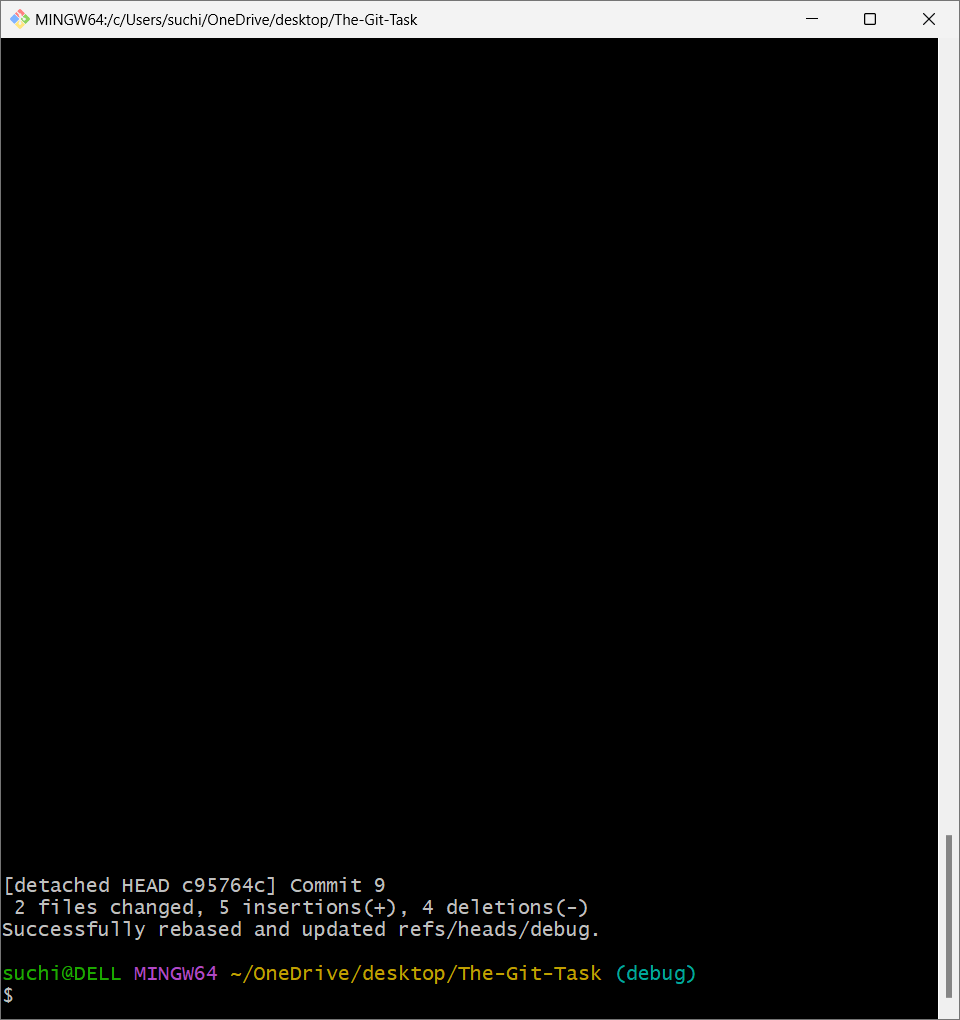 MINGW64:/c/Users/suchi/OneDrive/desktop/The-Git-Task
[detached HEAD c95764c] Commit 9
 2 files changed, 5 insertions(+), 4 deletions(-)
Successfully rebased and updated refs/heads/debug.
suchi@DELL MINGW64 ~/OneDrive/desktop/The-Git-Task (debug)
$